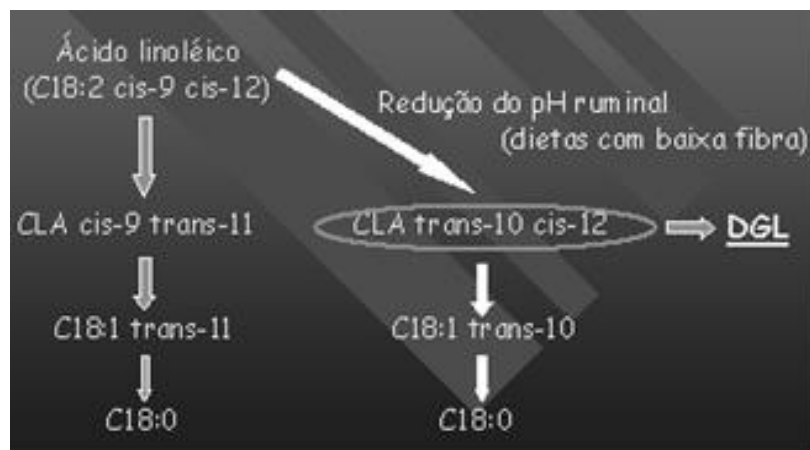 Ácido linoléico
(C18:2 cis-9 cis-12)
Redução do pH ruminal
(dietas com baixa fibra)
CLA cis-9 trans-11
CLA trans-10 cis-12
DGL
C18:1 trans-11
C18:1 trans-10
C18:0
C18:0